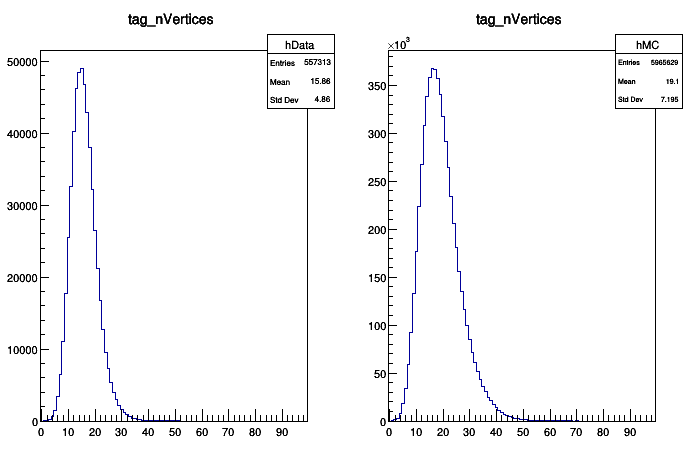 tag_nVertices
hData
Entries 557313
Mean 15.86
Std Dev 4.86
50000
40000
30000
20000
10000
0
0 10 20 30 40 50 60 70 80 90
tag_nVertices
×10³
hMC
Entries 5965629
Mean 19.1
Std Dev 7.195
350
300
250
200
150
100
50
0
0 10 20 30 40 50 60 70 80 90